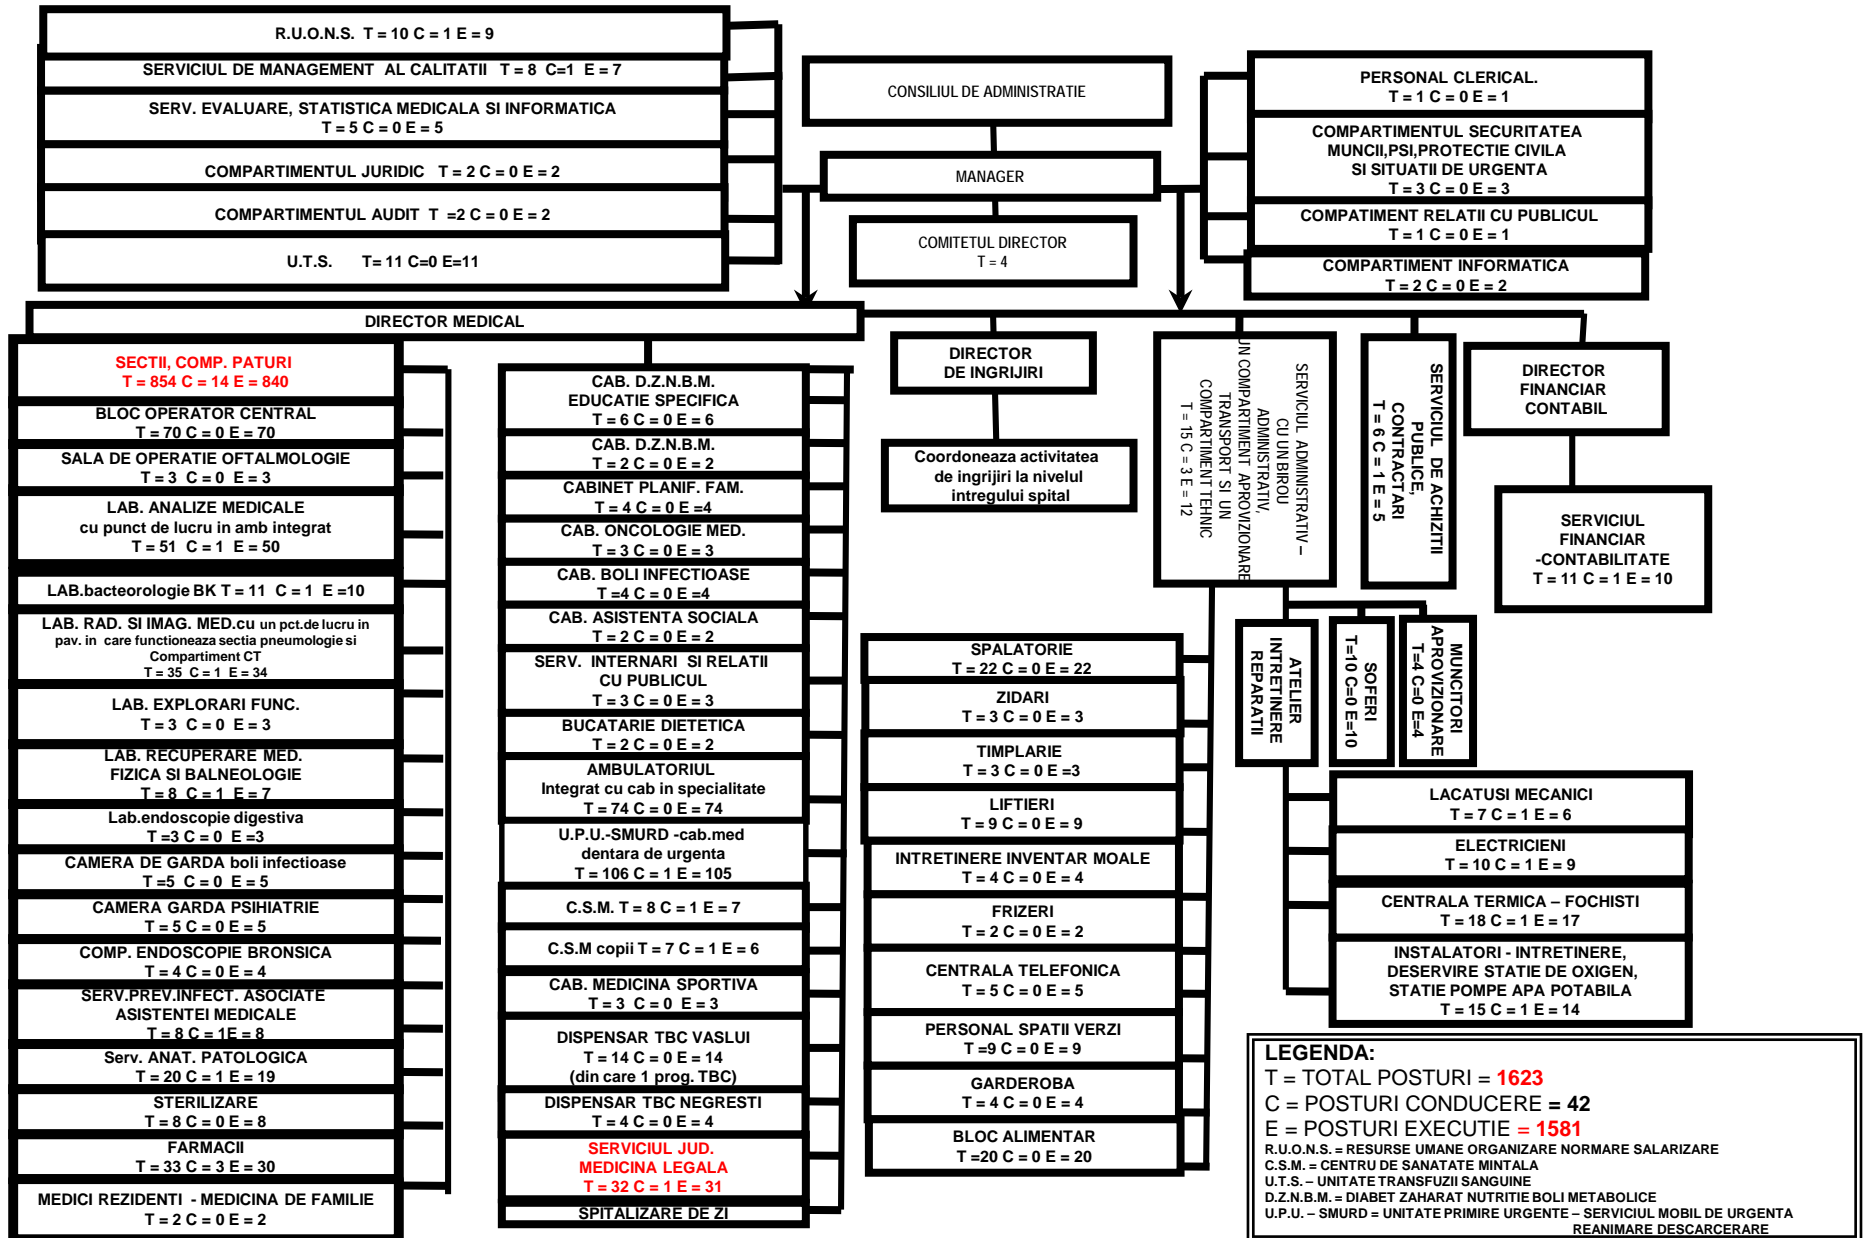 R.U.O.N.S. T = 10 C = 1 E = 9
SERVICIUL DE MANAGEMENT AL CALITATII T = 8 C=1 E = 7
SERV. EVALUARE, STATISTICA MEDICALA SI INFORMATICA
T = 5 C = 0 E = 5
COMPARTIMENTUL JURIDIC T = 2 C = 0 E = 2
COMPARTIMENTUL AUDIT T =2 C = 0 E = 2
U.T.S. T= 11 C=0 E=11
CONSILIUL DE ADMINISTRATIE
MANAGER
COMITETUL DIRECTOR
T = 4
PERSONAL CLERICAL.
T = 1 C = 0 E = 1
COMPARTIMENTUL SECURITATEA
MUNCII,PSI,PROTECTIE CIVILA
SI SITUATII DE URGENTA
T = 3 C = 0 E = 3
COMPATIMENT RELATII CU PUBLICUL
T = 1 C = 0 E = 1
COMPARTIMENT INFORMATICA
T = 2 C = 0 E = 2
DIRECTOR MEDICAL
SECTII, COMP. PATURI
T = 854 C = 14 E = 840
BLOC OPERATOR CENTRAL
T = 70 C = 0 E = 70
SALA DE OPERATIE OFTALMOLOGIE
T = 3 C = 0 E = 3
LAB. ANALIZE MEDICALE
cu punct de lucru in amb integrat
T = 51 C = 1 E = 50
LAB.bacteorologie BK T = 11 C = 1 E =10
LAB. RAD. SI IMAG. MED.cu un pct.de lucru in
pav. in care functioneaza sectia pneumologie si
Compartiment CT
T = 35 C = 1 E = 34
LAB. EXPLORARI FUNC.
T = 3 C = 0 E = 3
LAB. RECUPERARE MED.
FIZICA SI BALNEOLOGIE
T = 8 C = 1 E = 7
Lab.endoscopie digestiva
T =3 C = 0 E =3
CAMERA DE GARDA boli infectioase
T =5 C = 0 E = 5
CAMERA GARDA PSIHIATRIE
T = 5 C = 0 E = 5
COMP. ENDOSCOPIE BRONSICA
T = 4 C = 0 E = 4
SERV.PREV.INFECT. ASOCIATE
ASISTENTEI MEDICALE
T = 8 C = 1E = 8
Serv. ANAT. PATOLOGICA
T = 20 C = 1 E = 19
STERILIZARE
T = 8 C = 0 E = 8
FARMACII
T = 33 C = 3 E = 30
MEDICI REZIDENTI - MEDICINA DE FAMILIE
T = 2 C = 0 E = 2
CAB. D.Z.N.B.M.
EDUCATIE SPECIFICA
T = 6 C = 0 E = 6
CAB. D.Z.N.B.M.
T = 2 C = 0 E = 2
CABINET PLANIF. FAM.
T = 4 C = 0 E =4
CAB. ONCOLOGIE MED.
T = 3 C = 0 E = 3
CAB. BOLI INFECTIOASE
T =4 C = 0 E =4
CAB. ASISTENTA SOCIALA
T = 2 C = 0 E = 2
SERV. INTERNARI SI RELATII
CU PUBLICUL
T = 3 C = 0 E = 3
BUCATARIE DIETETICA
T = 2 C = 0 E = 2
AMBULATORIUL
Integrat cu cab in specialitate
T = 74 C = 0 E = 74
U.P.U.-SMURD -cab.med
dentara de urgenta
T = 106 C = 1 E = 105
C.S.M. T = 8 C = 1 E = 7
C.S.M copii T = 7 C = 1 E = 6
CAB. MEDICINA SPORTIVA
T = 3 C = 0 E = 3
DISPENSAR TBC VASLUI
T = 14 C = 0 E = 14
(din care 1 prog. TBC)
DISPENSAR TBC NEGRESTI
T = 4 C = 0 E = 4
SERVICIUL JUD.
MEDICINA LEGALA
T = 32 C = 1 E = 31
SPITALIZARE DE ZI
DIRECTOR
DE INGRIJIRI
Coordoneaza activitatea
de ingrijiri la nivelul
intregului spital
SERVICIUL ADMINISTRATIV –
CU UN BIROU
ADMINISTRATIV,
UN COMPARTIMENT APROVIZIONARE
TRANSPORT SI UN
COMPARTIMENT TEHNIC
T = 15 C = 3 E = 12
SERVICIUL DE ACHIZITII
PUBLICE,
CONTRACTARI
T = 6 C = 1 E = 5
DIRECTOR
FINANCIAR
CONTABIL
SERVICIUL
FINANCIAR
-CONTABILITATE
T = 11 C = 1 E = 10
SPALATORIE
T = 22 C = 0 E = 22
ZIDARI
T = 3 C = 0 E = 3
TIMPLARIE
T = 3 C = 0 E =3
LIFTIERI
T = 9 C = 0 E = 9
INTRETINERE INVENTAR MOALE
T = 4 C = 0 E = 4
FRIZERI
T = 2 C = 0 E = 2
CENTRALA TELEFONICA
T = 5 C = 0 E = 5
PERSONAL SPATII VERZI
T =9 C = 0 E = 9
GARDEROBA
T = 4 C = 0 E = 4
BLOC ALIMENTAR
T =20 C = 0 E = 20
ATELIER
INTRETINERE
REPARATII
SOFERI
T=10 C=0 E=10
MUNCITORI
APROVIZIONARE
T=4 C=0 E=4
LACATUSI MECANICI
T = 7 C = 1 E = 6
ELECTRICIENI
T = 10 C = 1 E = 9
CENTRALA TERMICA – FOCHISTI
T = 18 C = 1 E = 17
INSTALATORI - INTRETINERE,
DESERVIRE STATIE DE OXIGEN,
STATIE POMPE APA POTABILA
T = 15 C = 1 E = 14
LEGENDA:
T = TOTAL POSTURI = 1623
C = POSTURI CONDUCERE = 42
E = POSTURI EXECUTIE = 1581
R.U.O.N.S. = RESURSE UMANE ORGANIZARE NORMARE SALARIZARE
C.S.M. = CENTRU DE SANATATE MINTALA
U.T.S. – UNITATE TRANSFUZII SANGUINE
D.Z.N.B.M. = DIABET ZAHARAT NUTRITIE BOLI METABOLICE
U.P.U. – SMURD = UNITATE PRIMIRE URGENTE – SERVICIUL MOBIL DE URGENTA
REANIMARE DESCARCERARE